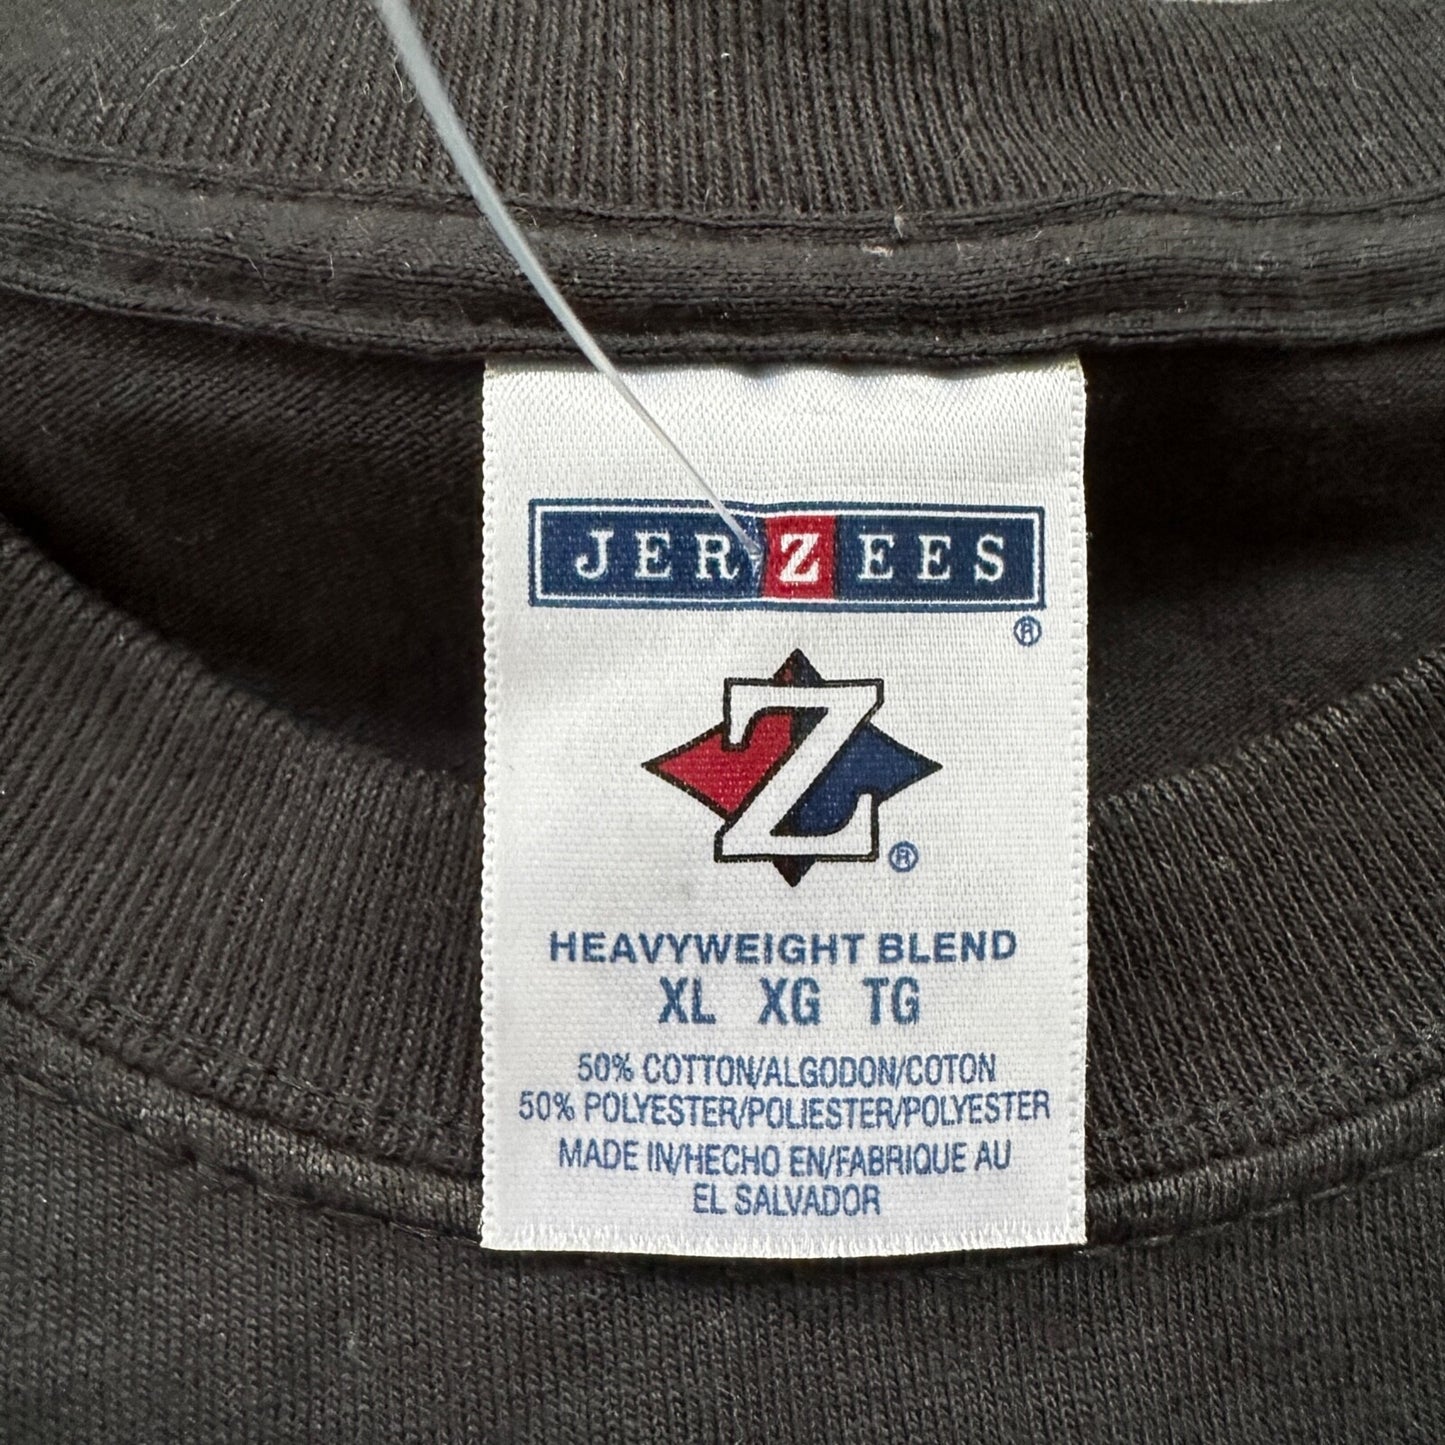 JERZEES
®
Z
®
HEAVYWEIGHT BLEND
XL XG TG
50% COTTON/ALGODON/COTON
50% POLYESTER/POLIESTER/POLYESTER
MADE IN/HECHO EN/FABRIQUE AU
EL SALVADOR